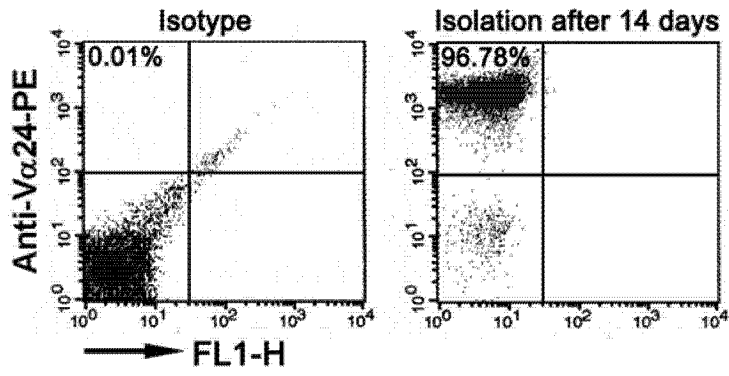 Isotype
Isolation after 14 days
0.01%
96.78%
Anti-Vα24-PE
10⁴
10³
10²
10¹
10⁰
10⁰ 10¹ 10² 10³ 10⁴
10⁴
10³
10²
10¹
10⁰
10⁰ 10¹ 10² 10³ 10⁴
FL1-H